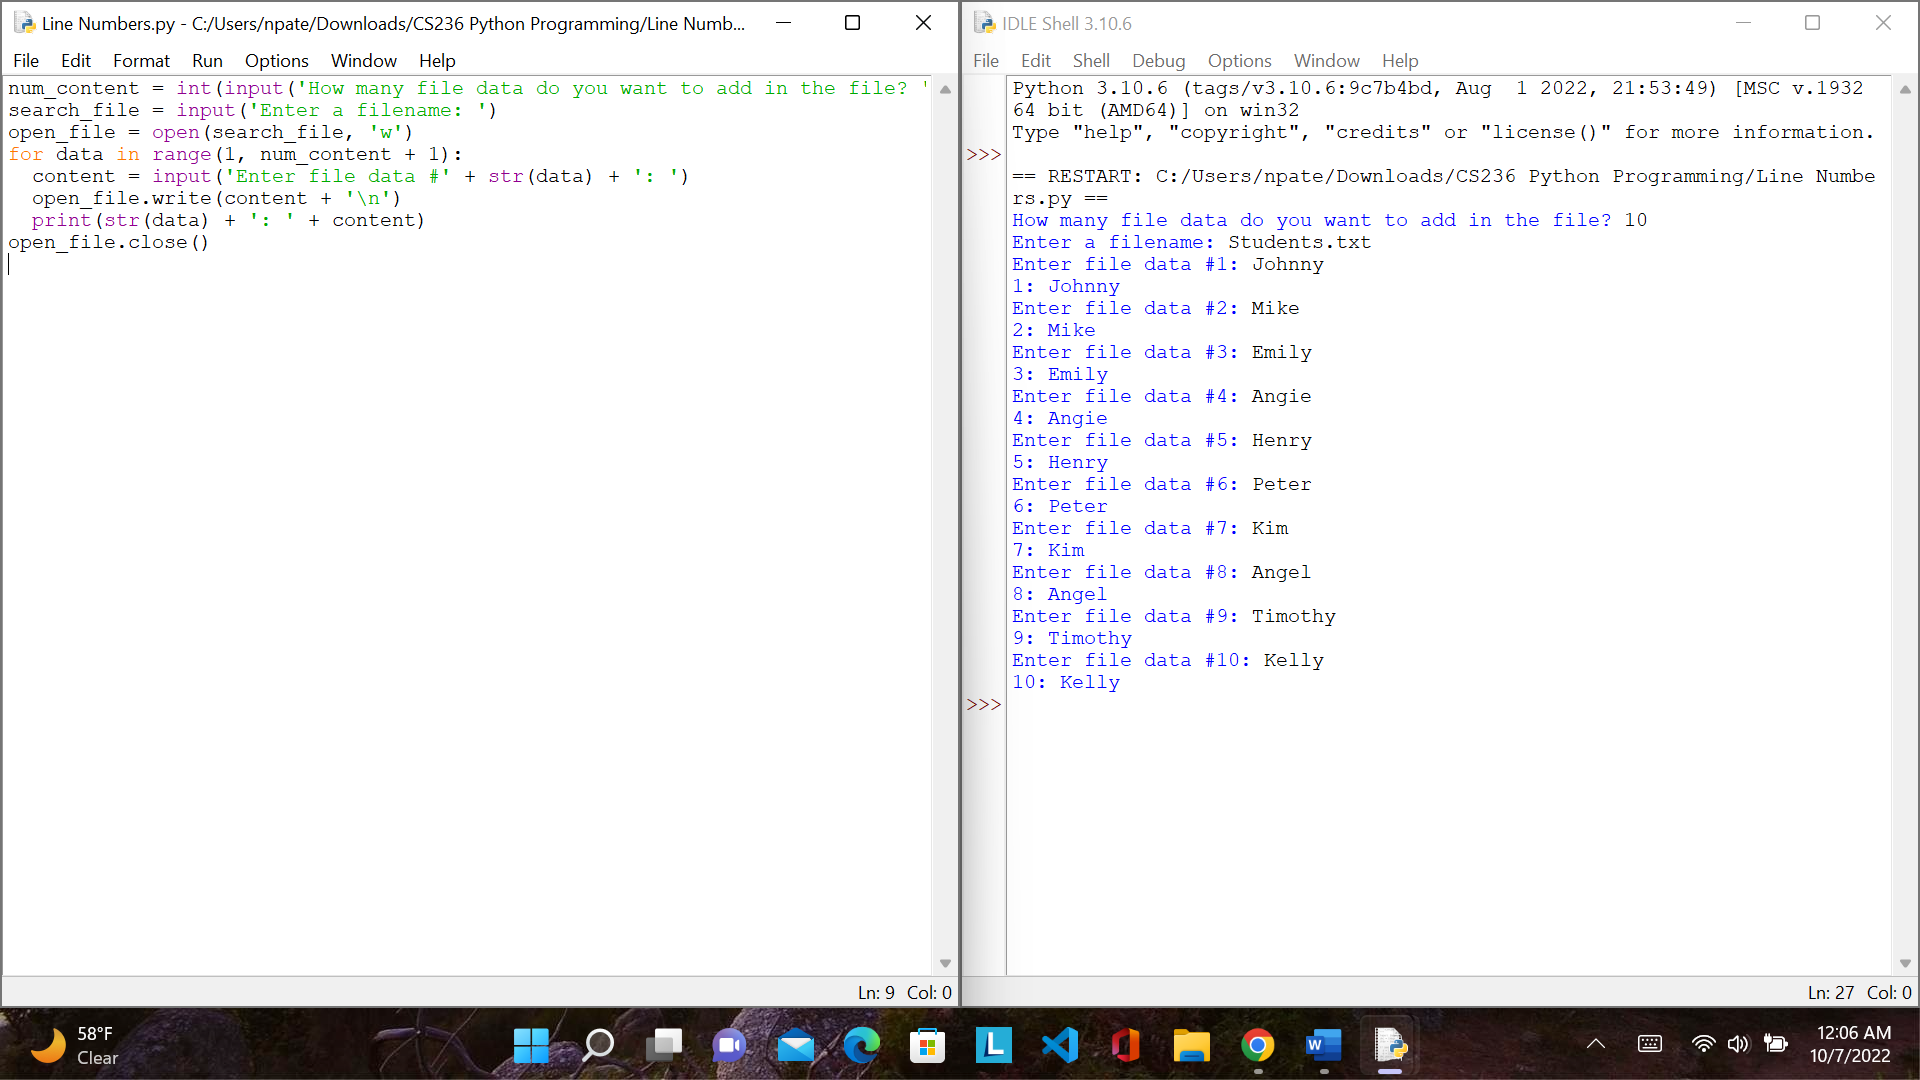 Line Numbers.py - C:/Users/npate/Downloads/CS236 Python Programming/Line Numb...
File Edit Format Run Options Window Help
num_content = int(input('How many file data do you want to add in the file? '
search_file = input('Enter a filename: ')
open_file = open(search_file, 'w')
for data in range(1, num_content + 1):
  content = input('Enter file data #' + str(data) + ': ')
  open_file.write(content + '\n')
  print(str(data) + ': ' + content)
open_file.close()
Ln: 9 Col: 0
IDLE Shell 3.10.6
File Edit Shell Debug Options Window Help
Python 3.10.6 (tags/v3.10.6:9c7b4bd, Aug  1 2022, 21:53:49) [MSC v.1932
64 bit (AMD64)] on win32
Type "help", "copyright", "credits" or "license()" for more information.
>>>
== RESTART: C:/Users/npate/Downloads/CS236 Python Programming/Line Numbe
rs.py ==
How many file data do you want to add in the file? 10
Enter a filename: Students.txt
Enter file data #1: Johnny
1: Johnny
Enter file data #2: Mike
2: Mike
Enter file data #3: Emily
3: Emily
Enter file data #4: Angie
4: Angie
Enter file data #5: Henry
5: Henry
Enter file data #6: Peter
6: Peter
Enter file data #7: Kim
7: Kim
Enter file data #8: Angel
8: Angel
Enter file data #9: Timothy
9: Timothy
Enter file data #10: Kelly
10: Kelly
>>>
Ln: 27 Col: 0
58°F
Clear
L
W
12:06 AM
10/7/2022